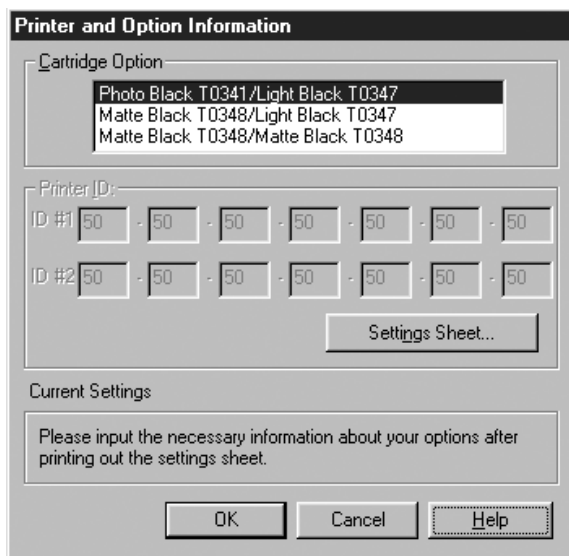 Printer and Option Information
Cartridge Option
Photo Black T0341/Light Black T0347
Matte Black T0348/Light Black T0347
Matte Black T0348/Matte Black T0348
Printer ID:
ID #1 50 - 50 - 50 - 50 - 50 - 50 - 50
ID #2 50 - 50 - 50 - 50 - 50 - 50 - 50
Settings Sheet...
Current Settings
Please input the necessary information about your options after
printing out the settings sheet.
OK Cancel Help